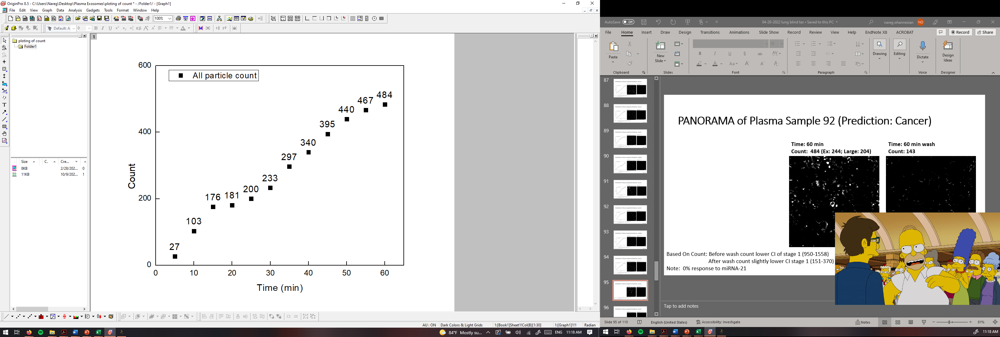 OriginPro 8.5 - C:\Users\Nareg\Desktop\Plasma Exosomes\ploting of count * - /Folder1/ - [Graph1]
File Edit View Graph Data Analysis Gadgets Tools Format Window Help
100%
Default: A 0 B I U
ploting of count
Folder1
Size C. Cre...
8KB 2/28/202... 0
11KB 10/9/202... 1
1
All particle count
600
400
200
0
Count
27
103
176
181
200
233
297
340
395
440
467
484
0 10 20 30 40 50 60
Time (min)
AU : ON Dark Colors & Light Grids 1:[Book1]Sheet1!Col(B)[1:30] 1:[Graph1]1!1 Radian
84°F Mostly su... ENG 11:18 AM
AutoSave Off 04-20-2022 lung blind tes • Saved to this PC nareg ohannesian NO
File Home Insert Draw Design Transitions Animations Slide Show Record Review View Help EndNote X8 ACROBAT Record Share
Paste
New Slide
18
B I U S ab AV
Aa A
Drawing
Editing
Dictate
Design Ideas
Clipboard Slides Font Paragraph Voice Designer
87
88
89
90
91
92
93
94
95
96
PANORAMA of Plasma Sample 92 (Prediction: Cancer)
Time: 60 min
Count: 484 (Ex: 244; Large: 204)
Time: 60 min wash
Count: 143
Based On Count: Before wash count lower CI of stage 1 (950-1558)
After wash count slightly lower CI stage 1 (151-370)
Note: 0% response to miRNA-21
Tap to add notes
Slide 95 of 110 English (United States) Accessibility: Investigate Notes 81%
11:18 AM